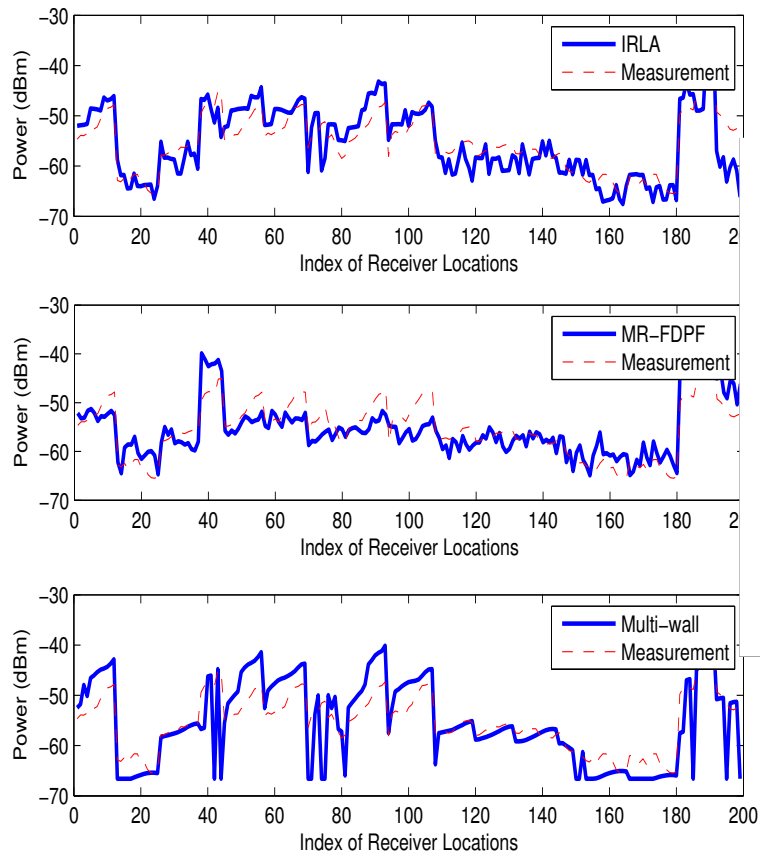 −30
−40
−50
−60
−70
Power (dBm)
IRLA
Measurement
0 20 40 60 80 100 120 140 160 180 20
Index of Receiver Locations
−30
−40
−50
−60
−70
Power (dBm)
MR−FDPF
Measurement
0 20 40 60 80 100 120 140 160 180 20
Index of Receiver Locations
−30
−40
−50
−60
−70
Power (dBm)
Multi−wall
Measurement
0 20 40 60 80 100 120 140 160 180 200
Index of Receiver Locations